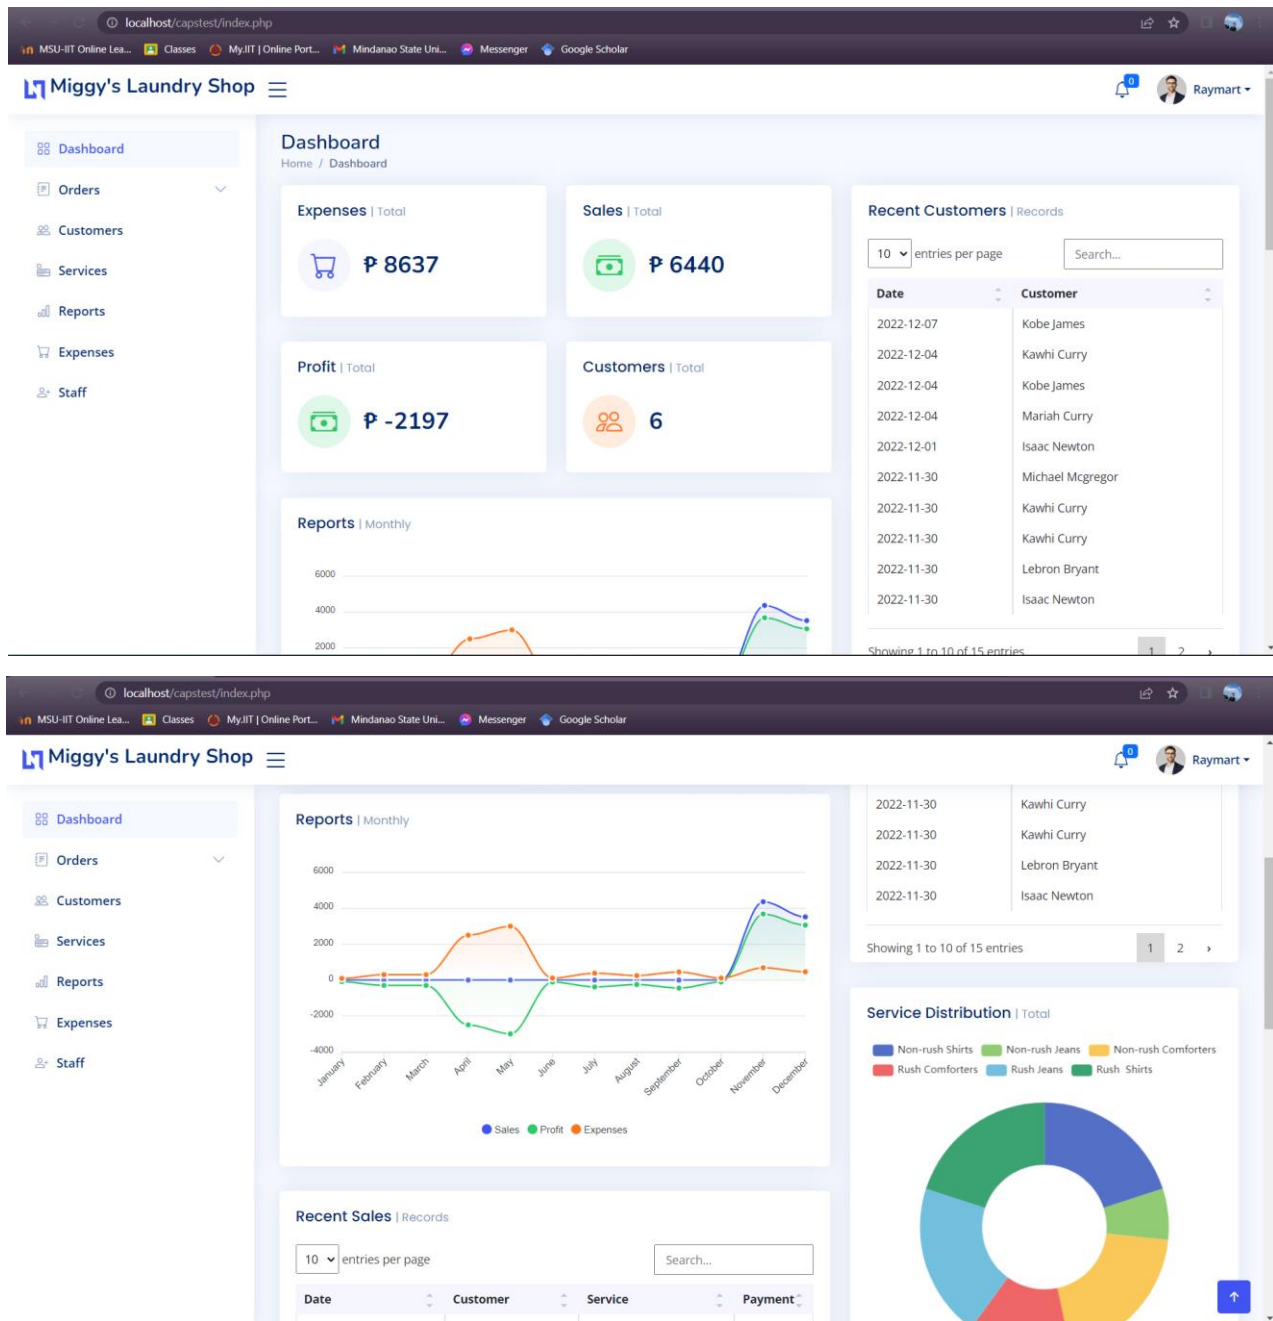 localhost/capstest/index.php
MSU-IIT Online Lea... Classes My.IIT | Online Port... Mindanao State Uni... Messenger Google Scholar
Miggy's Laundry Shop
0
Raymart
Dashboard
Orders
Customers
Services
Reports
Expenses
Staff
Dashboard
Home / Dashboard
Expenses | Total
₱ 8637
Sales | Total
₱ 6440
Profit | Total
₱ -2197
Customers | Total
6
Reports | Monthly
6000
4000
2000
Recent Customers | Records
10 entries per page Search...
Date Customer
2022-12-07 Kobe James
2022-12-04 Kawhi Curry
2022-12-04 Kobe James
2022-12-04 Mariah Curry
2022-12-01 Isaac Newton
2022-11-30 Michael Mcgregor
2022-11-30 Kawhi Curry
2022-11-30 Kawhi Curry
2022-11-30 Lebron Bryant
2022-11-30 Isaac Newton
Showing 1 to 10 of 15 entries 1 2 ›
localhost/capstest/index.php
MSU-IIT Online Lea... Classes My.IIT | Online Port... Mindanao State Uni... Messenger Google Scholar
Miggy's Laundry Shop
0
Raymart
Dashboard
Orders
Customers
Services
Reports
Expenses
Staff
Reports | Monthly
6000
4000
2000
0
-2000
-4000
January February March April May June July August September October November December
Sales Profit Expenses
Recent Sales | Records
10 entries per page Search...
Date Customer Service Payment
2022-11-30 Kawhi Curry
2022-11-30 Kawhi Curry
2022-11-30 Lebron Bryant
2022-11-30 Isaac Newton
Showing 1 to 10 of 15 entries 1 2 ›
Service Distribution | Total
Non-rush Shirts Non-rush Jeans Non-rush Comforters
Rush Comforters Rush Jeans Rush Shirts